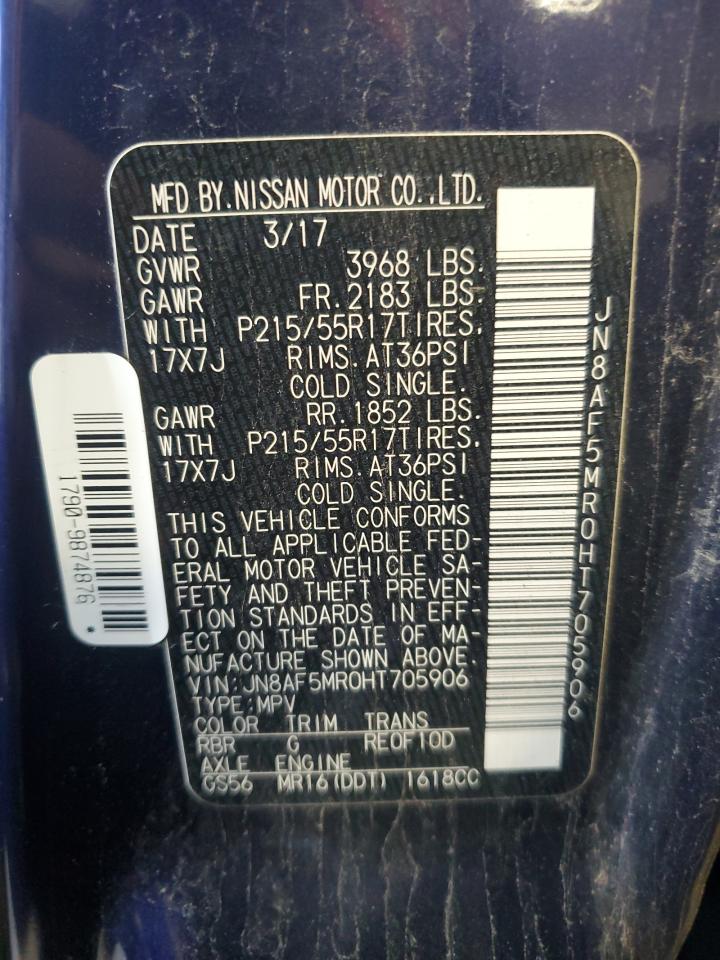 MFD BY.NISSAN MOTOR CO.,LTD.
DATE 3/17
GVWR 3968 LBS.
GAWR FR.2183 LBS.
WITH P215/55R17TIRES.
17X7J RIMS.AT36PSI
COLD SINGLE.
GAWR RR.1852 LBS.
WITH P215/55R17TIRES.
17X7J RIMS.AT36PSI
COLD SINGLE.
THIS VEHICLE CONFORMS
TO ALL APPLICABLE FED-
ERAL MOTOR VEHICLE SA-
FETY AND THEFT PREVEN-
TION STANDARDS IN EFF-
ECT ON THE DATE OF MA-
NUFACTURE SHOWN ABOVE.
VIN:JN8AF5MR0HT705906
TYPE:MPV
COLOR TRIM TRANS
RBR G RE0F10D
AXLE ENGINE
GS56 MR16(DDT) 1618CC
JN8AF5MR0HT705906
1790-9874876*